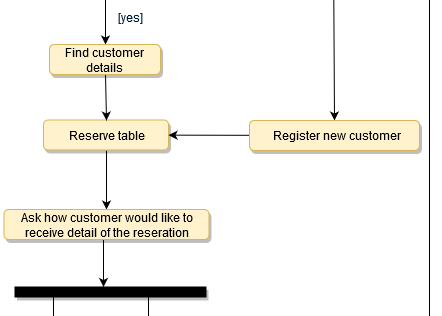 [yes]
Find customer
details
Reserve table
Register new customer
Ask how customer would like to
receive detail of the reseration